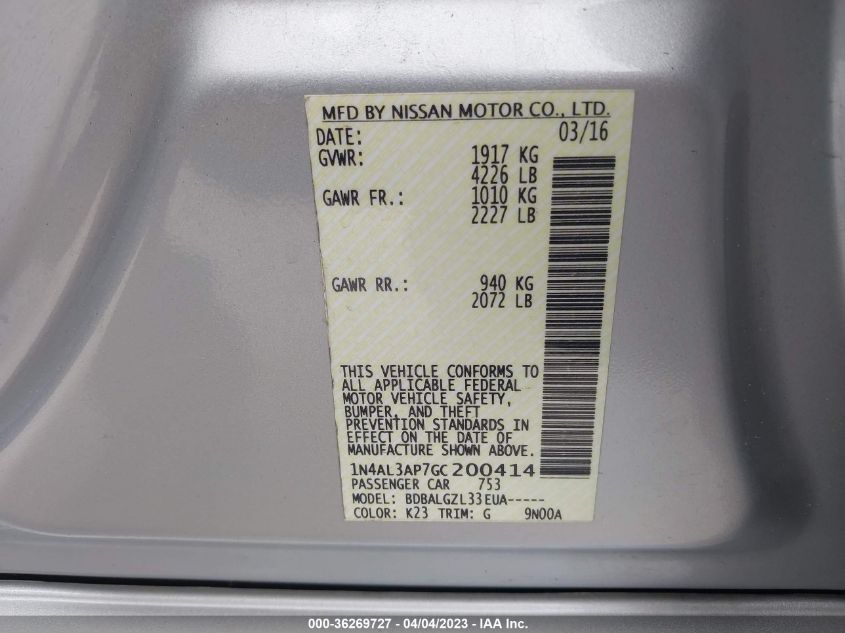 MFD BY NISSAN MOTOR CO., LTD.
DATE: 03/16
GVWR: 1917 KG
4226 LB
GAWR FR.: 1010 KG
2227 LB
GAWR RR.: 940 KG
2072 LB
THIS VEHICLE CONFORMS TO
ALL APPLICABLE FEDERAL
MOTOR VEHICLE SAFETY,
BUMPER, AND THEFT
PREVENTION STANDARDS IN
EFFECT ON THE DATE OF
MANUFACTURE SHOWN ABOVE.
1N4AL3AP7GC200414
PASSENGER CAR 753
MODEL: BDBALGZL33EUA-----
COLOR: K23 TRIM: G 9N00A
000-36269727 - 04/04/2023 - IAA Inc.